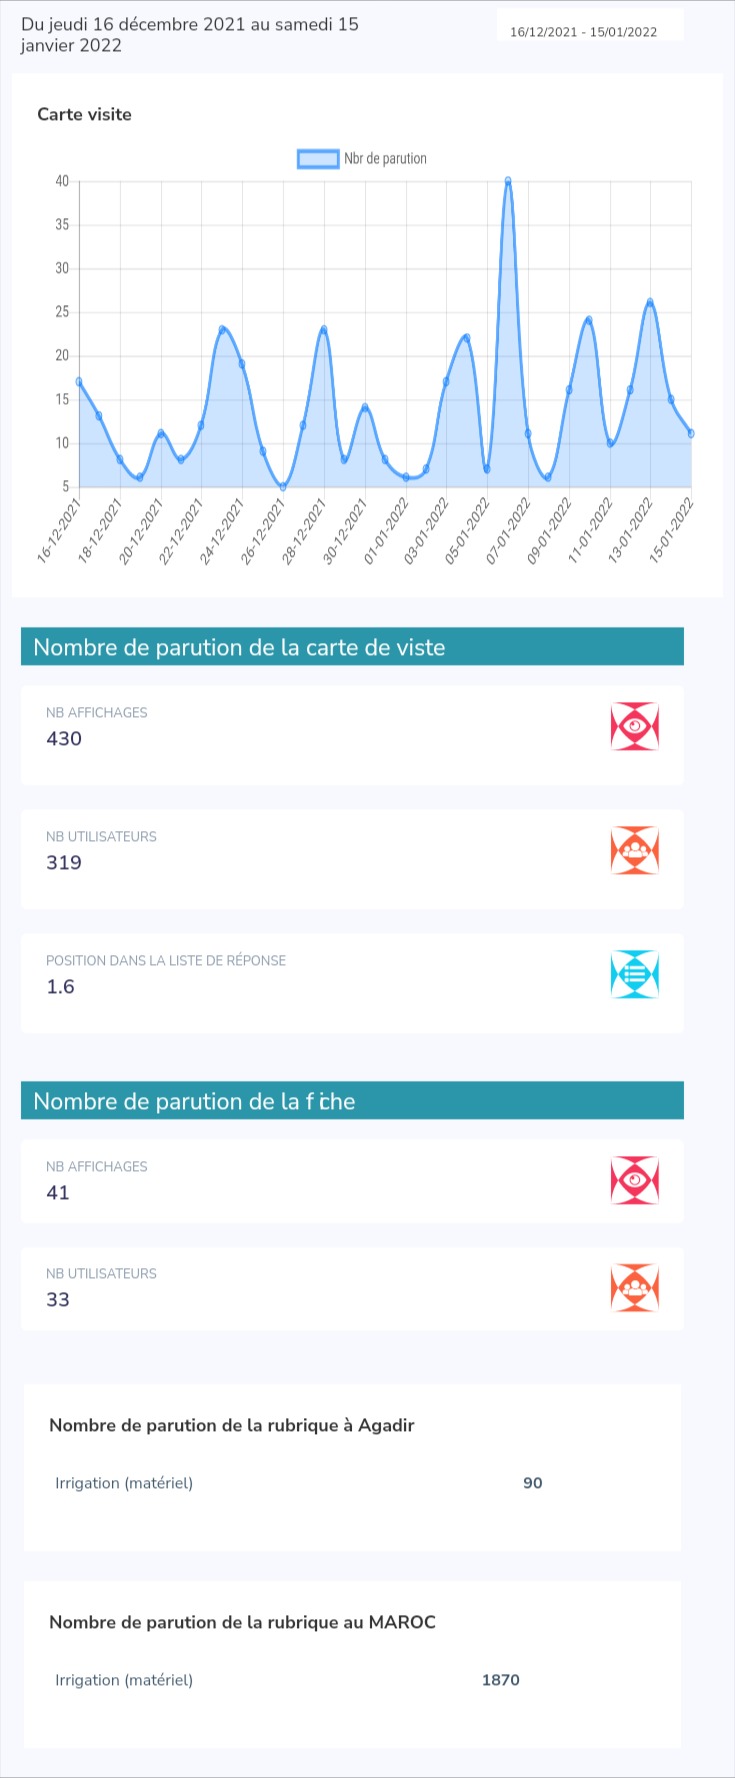 Du jeudi 16 décembre 2021 au samedi 15
janvier 2022
16/12/2021 - 15/01/2022
Carte visite
Nbr de parution
40
35
30
25
20
15
10
5
16-12-2021
18-12-2021
20-12-2021
22-12-2021
24-12-2021
26-12-2021
28-12-2021
30-12-2021
01-01-2022
03-01-2022
05-01-2022
07-01-2022
09-01-2022
11-01-2022
13-01-2022
15-01-2022
Nombre de parution de la carte de viste
NB AFFICHAGES
430
NB UTILISATEURS
319
POSITION DANS LA LISTE DE RÉPONSE
1.6
Nombre de parution de la fiche
NB AFFICHAGES
41
NB UTILISATEURS
33
Nombre de parution de la rubrique à Agadir
Irrigation (matériel) 90
Nombre de parution de la rubrique au MAROC
Irrigation (matériel) 1870